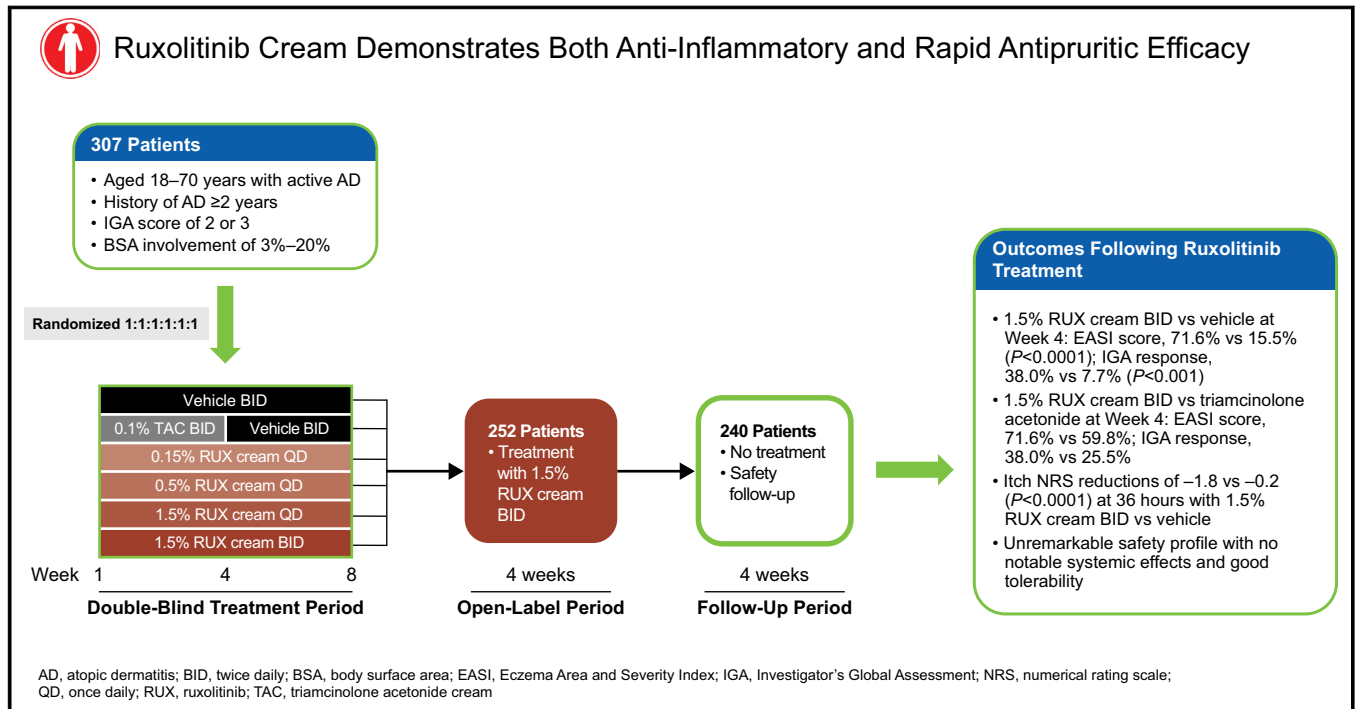 Ruxolitinib Cream Demonstrates Both Anti-Inflammatory and Rapid Antipruritic Efficacy
307 Patients
• Aged 18–70 years with active AD
• History of AD ≥2 years
• IGA score of 2 or 3
• BSA involvement of 3%–20%
Randomized 1:1:1:1:1:1
Vehicle BID
0.1% TAC BID Vehicle BID
0.15% RUX cream QD
0.5% RUX cream QD
1.5% RUX cream QD
1.5% RUX cream BID
Week 1 4 8
Double-Blind Treatment Period
252 Patients
• Treatment
with 1.5%
RUX cream
BID
4 weeks
Open-Label Period
240 Patients
• No treatment
• Safety
follow-up
4 weeks
Follow-Up Period
Outcomes Following Ruxolitinib
Treatment
• 1.5% RUX cream BID vs vehicle at
Week 4: EASI score, 71.6% vs 15.5%
(P<0.0001); IGA response,
38.0% vs 7.7% (P<0.001)
• 1.5% RUX cream BID vs triamcinolone
acetonide at Week 4: EASI score,
71.6% vs 59.8%; IGA response,
38.0% vs 25.5%
• Itch NRS reductions of –1.8 vs –0.2
(P<0.0001) at 36 hours with 1.5%
RUX cream BID vs vehicle
• Unremarkable safety profile with no
notable systemic effects and good
tolerability
AD, atopic dermatitis; BID, twice daily; BSA, body surface area; EASI, Eczema Area and Severity Index; IGA, Investigator's Global Assessment; NRS, numerical rating scale;
QD, once daily; RUX, ruxolitinib; TAC, triamcinolone acetonide cream